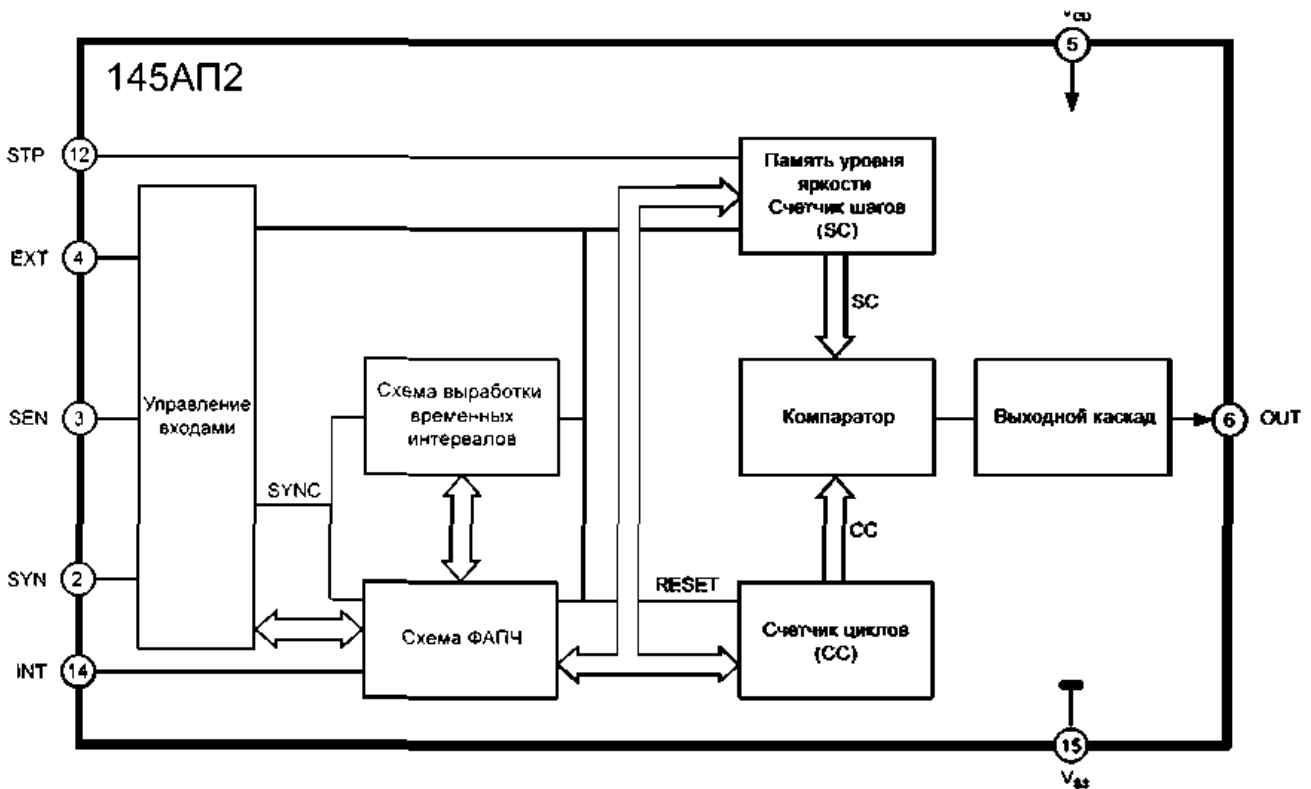 5
145АП2
STP
12
Память уровня
яркости
Счетчик шагов
(SC)
EXT
4
SC
SEN
3
Управление
входами
Схема выработки
временных
интервалов
Компаратор
Выходной каскад
6
OUT
SYNC
CC
SYN
2
RESET
Схема ФАПЧ
Счетчик циклов
(CC)
INT
14
15